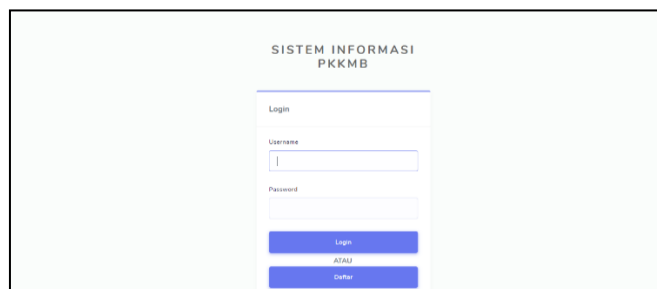 SISTEM INFORMASI
PKKMB
Login
Username
Password
Login
ATAU
Daftar